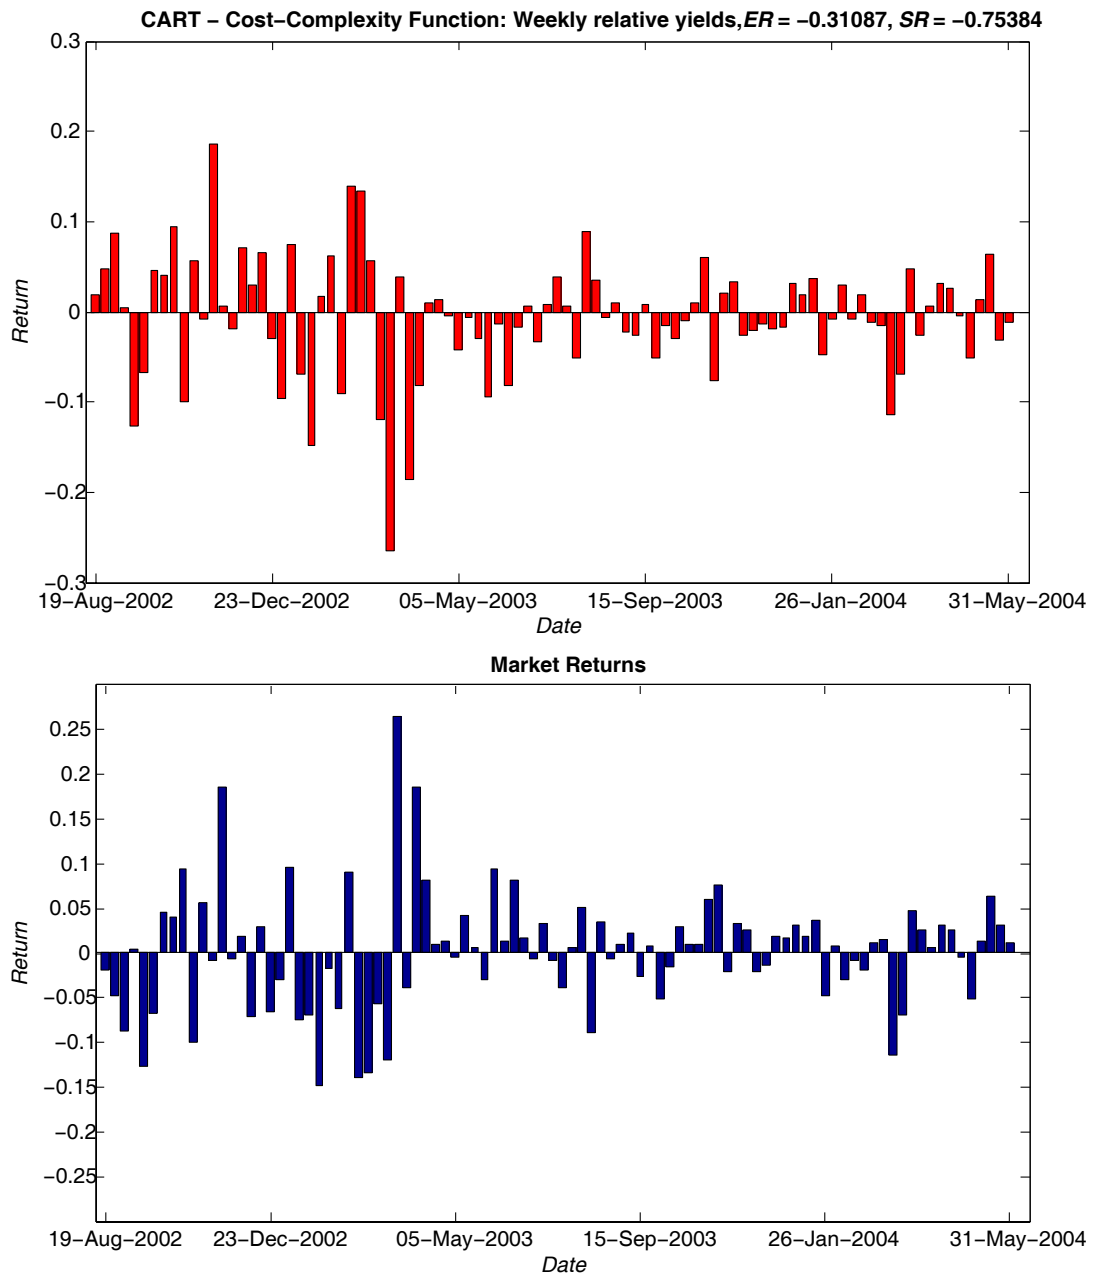 CART − Cost−Complexity Function: Weekly relative yields,ER = −0.31087, SR = −0.75384
0.3
0.2
0.1
0
−0.1
−0.2
−0.3
Return
19−Aug−2002 23−Dec−2002 05−May−2003 15−Sep−2003 26−Jan−2004 31−May−2004
Date
Market Returns
0.25
0.2
0.15
0.1
0.05
0
−0.05
−0.1
−0.15
−0.2
−0.25
Return
19−Aug−2002 23−Dec−2002 05−May−2003 15−Sep−2003 26−Jan−2004 31−May−2004
Date